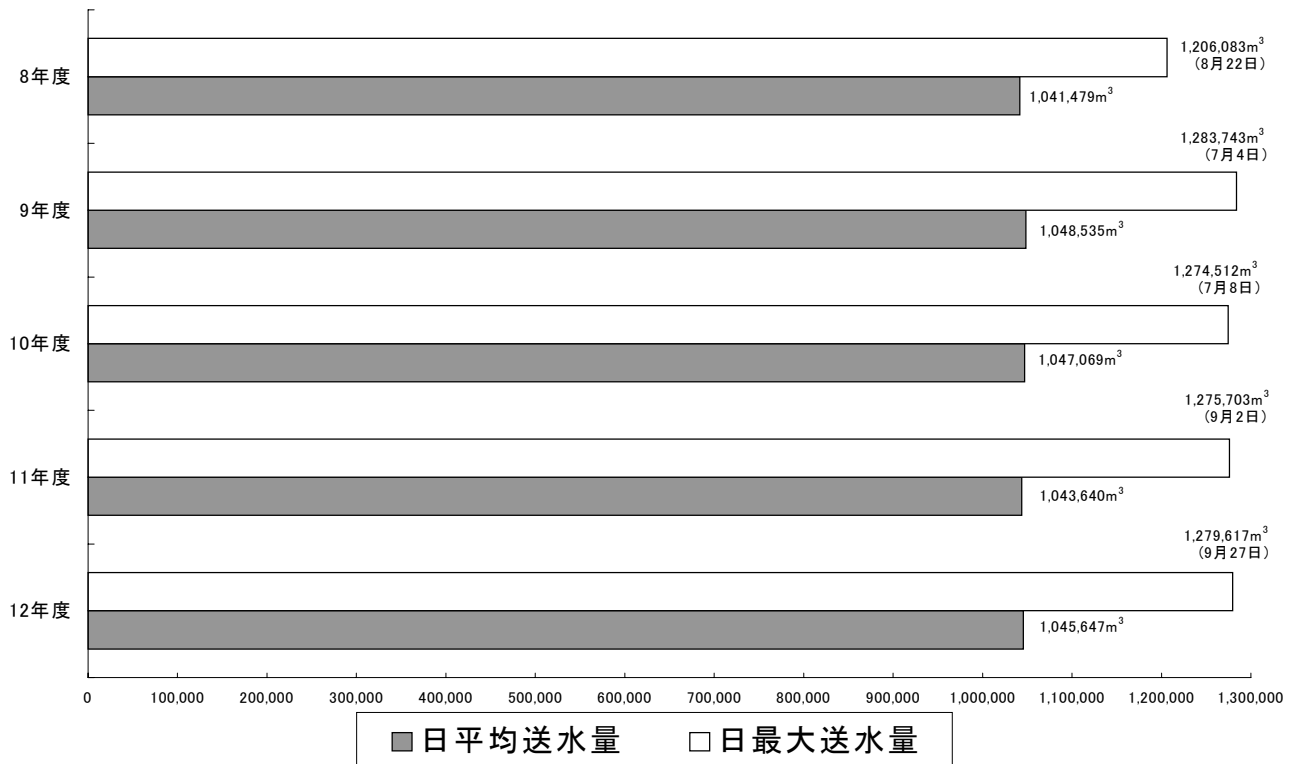 1,206,083m³
(8月22日)
8年度
1,041,479m³
1,283,743m³
(7月4日)
9年度
1,048,535m³
1,274,512m³
(7月8日)
10年度
1,047,069m³
1,275,703m³
(9月2日)
11年度
1,043,640m³
1,279,617m³
(9月27日)
12年度
1,045,647m³
0 100,000 200,000 300,000 400,000 500,000 600,000 700,000 800,000 900,000 1,000,000 1,100,000 1,200,000 1,300,000
日平均送水量 日最大送水量